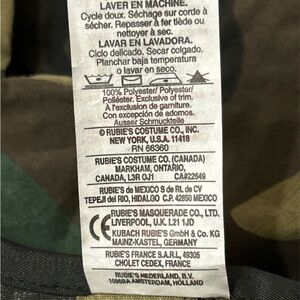 LAVER EN MACHINE.
Cycle doux. Séchage sur corde à
sécher. Repasser à fer tiède ou
nettoyer à sec.
LAVAR EN LAVADORA.
Ciclo delicado. Secar colgado.
Planchar baja temperatura
o lavar en seco.
100% Polyester/ Polyester/
Poliéster. Exclusive of trim.
A l'exclusion de garniture.
Con excepción de adornos.
Ausser Schmuckteile
© RUBIE'S COSTUME CO., INC.
NEW YORK, U.S.A. 11418
RN 66360
RUBIE'S COSTUME CO. (CANADA)
MARKHAM, ONTARIO,
CANADA, L3R OJ1 CA#22649
RUBIE'S de MEXICO S de RL de CV
TEPEJI del RIO, HIDALGO C.P. 42850 MEXICO
RUBIE'S MASQUERADE CO., LTD.
LIVERPOOL, U.K. L21 1JD
CE
KUBACH RUBIE'S GmbH & Co. KG
MAINZ-KASTEL, GERMANY
RUBIE'S FRANCE S.A.R.L, 49305
CHOLET CEDEX, FRANCE
RUBIE'S NEDERLAND, B.V.
1096BA AMSTERDAM, HOLLAND